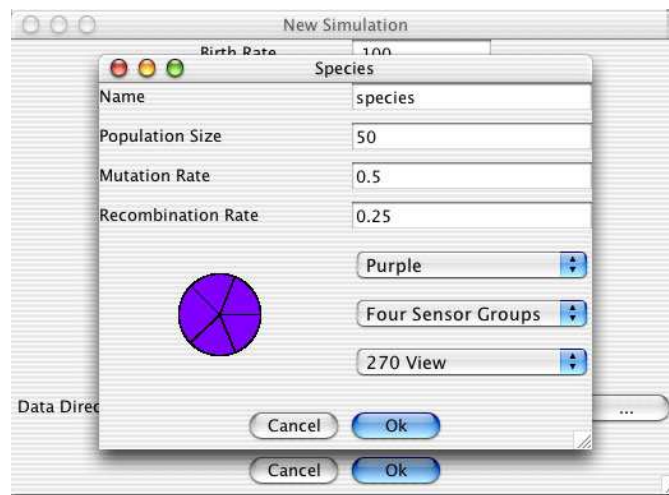 New Simulation
Birth Rate 100
Species
Name species
Population Size 50
Mutation Rate 0.5
Recombination Rate 0.25
Purple
Four Sensor Groups
270 View
Data Direc ...
Cancel Ok
Cancel Ok